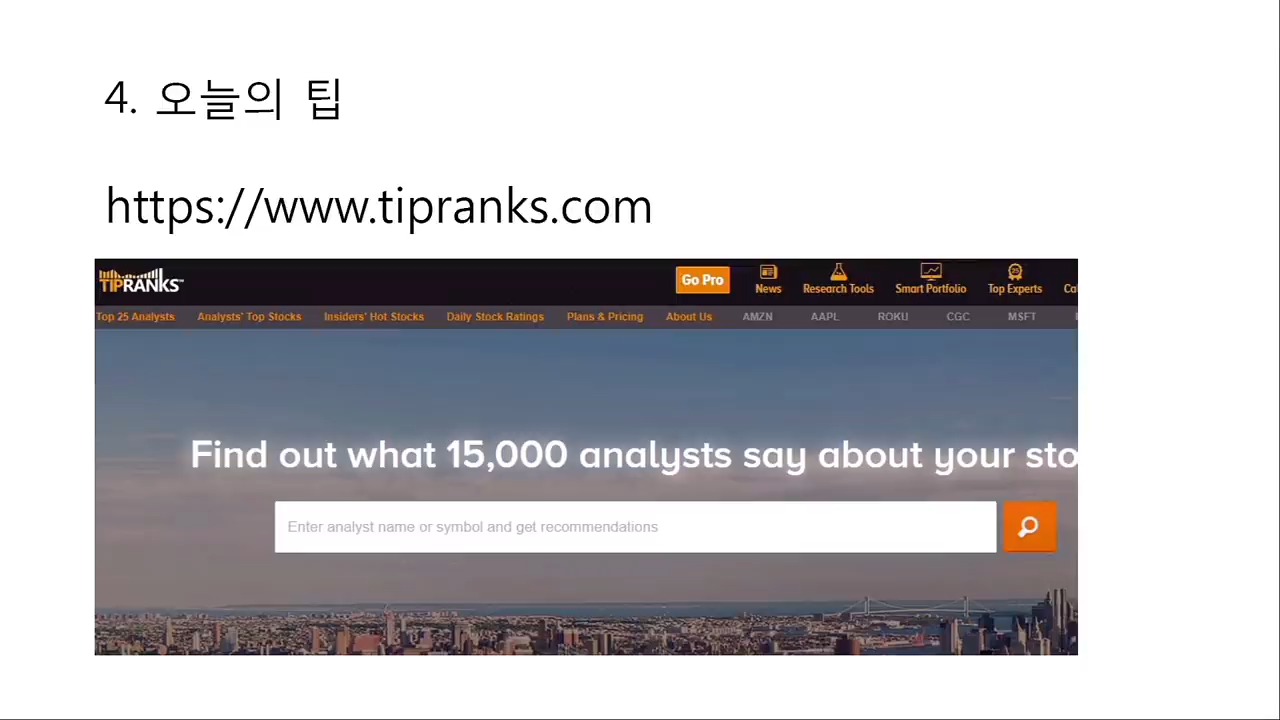 4. 오늘의 팁
https://www.tipranks.com
TIPRANKS™
Go Pro
News
Research Tools
Smart Portfolio
Top Experts
Top 25 Analysts
Analysts' Top Stocks
Insiders' Hot Stocks
Daily Stock Ratings
Plans & Pricing
About Us
AMZN
AAPL
ROKU
CGC
MSFT
Find out what 15,000 analysts say about your sto
Enter analyst name or symbol and get recommendations